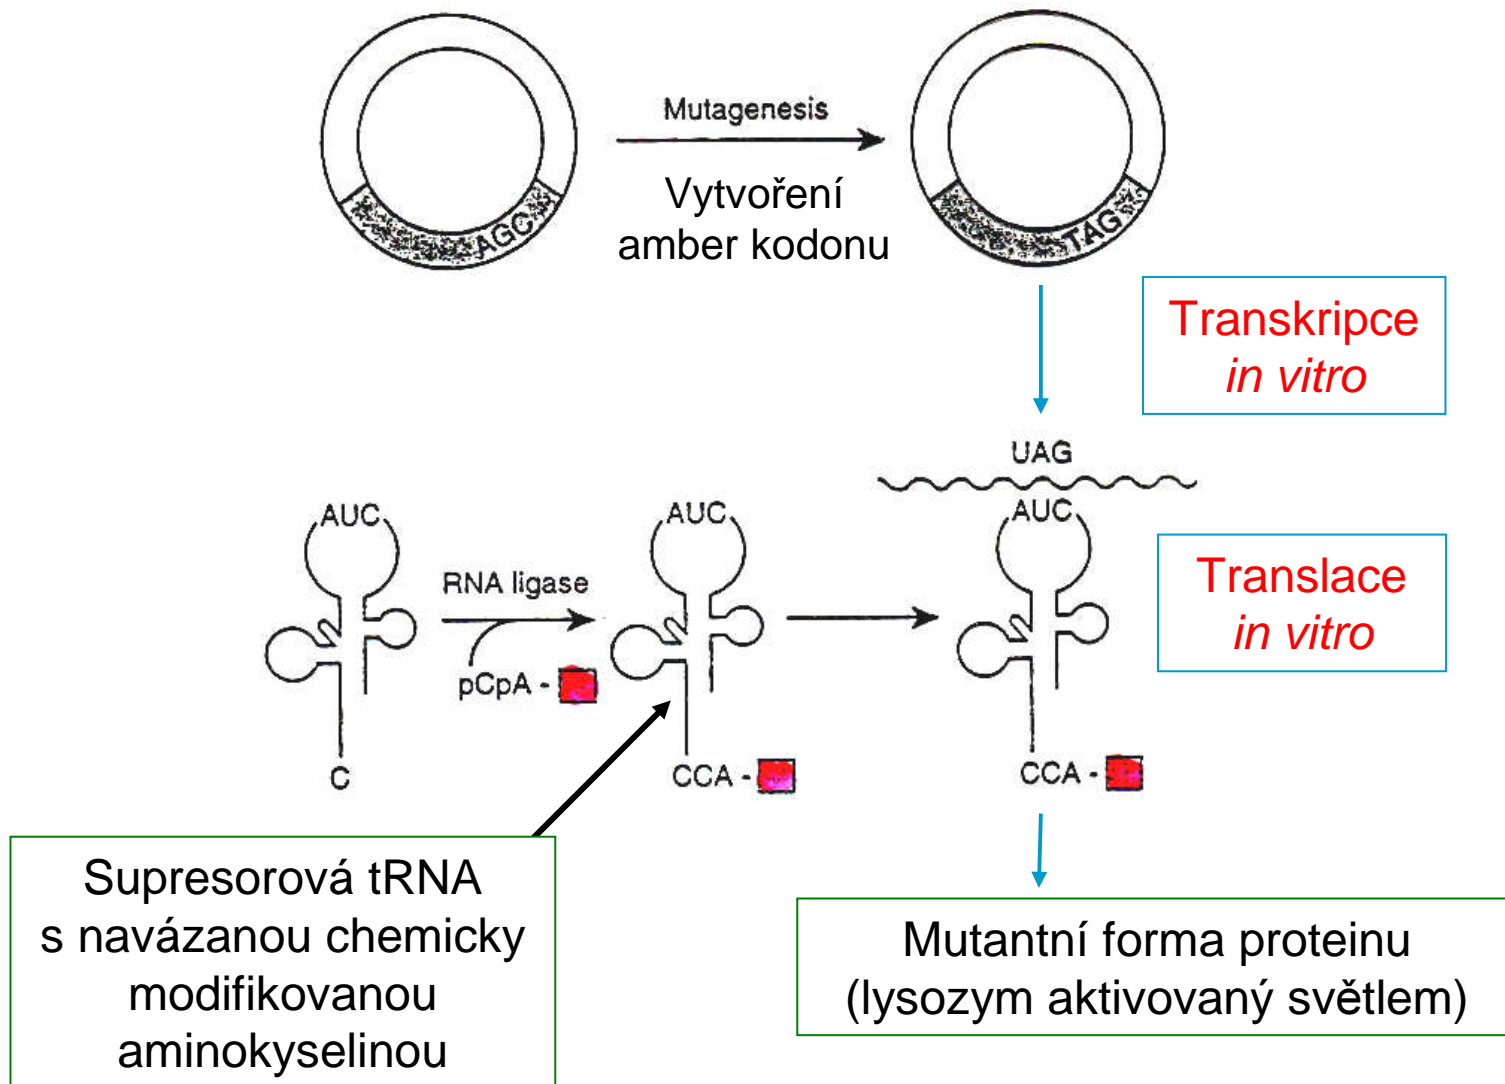 AGC
Mutagenesis
Vytvoření
amber kodonu
TAG
Transkripce
in vitro
UAG
AUC
RNA ligase
pCpA -
C
AUC
CCA -
AUC
CCA -
Translace
in vitro
Supresorová tRNA
s navázanou chemicky
modifikovanou
aminokyselinou
Mutantní forma proteinu
(lysozym aktivovaný světlem)